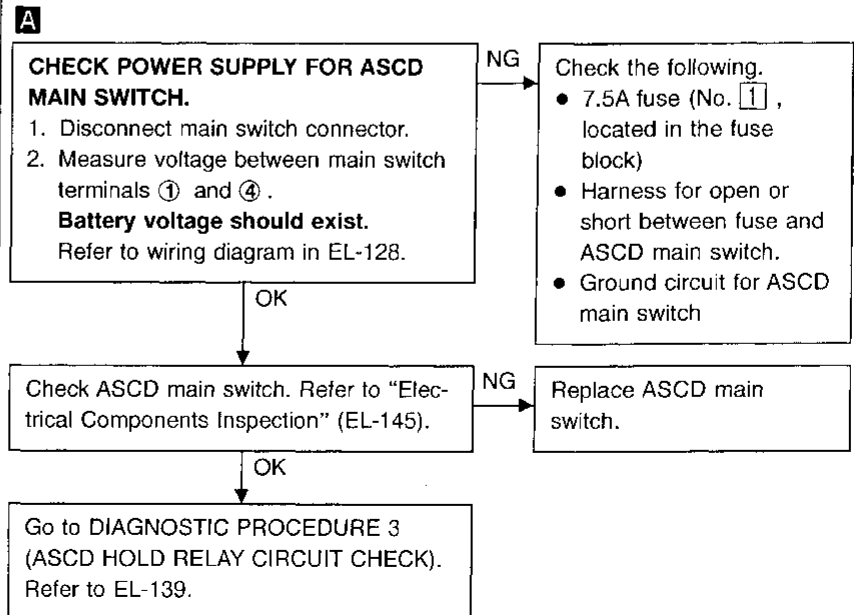 A
CHECK POWER SUPPLY FOR ASCD
MAIN SWITCH.
1. Disconnect main switch connector.
2. Measure voltage between main switch
terminals ① and ④ .
Battery voltage should exist.
Refer to wiring diagram in EL-128.
NG
Check the following.
● 7.5A fuse (No. 1 ,
located in the fuse
block)
● Harness for open or
short between fuse and
ASCD main switch.
● Ground circuit for ASCD
main switch
OK
Check ASCD main switch. Refer to “Elec-
trical Components Inspection” (EL-145).
NG
Replace ASCD main
switch.
OK
Go to DIAGNOSTIC PROCEDURE 3
(ASCD HOLD RELAY CIRCUIT CHECK).
Refer to EL-139.